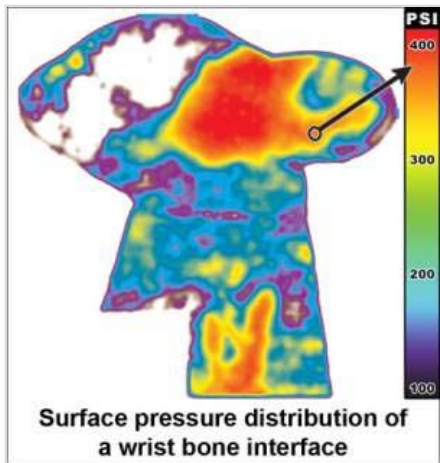 PSI
400
300
200
100
Surface pressure distribution of
a wrist bone interface